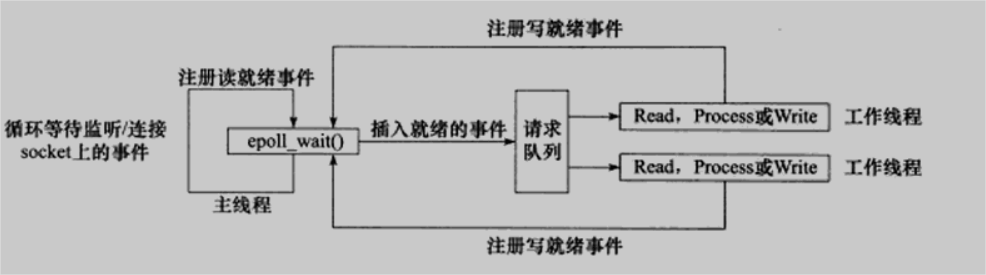 注册写就绪事件
注册读就绪事件
循环等待监听/连接
socket上的事件
epoll_wait()
插入就绪的事件
请求
队列
Read，Process或Write
工作线程
Read，Process或Write
工作线程
主线程
注册写就绪事件